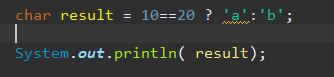 char result = 10==20 ? 'a':'b';
System.out.println( result);